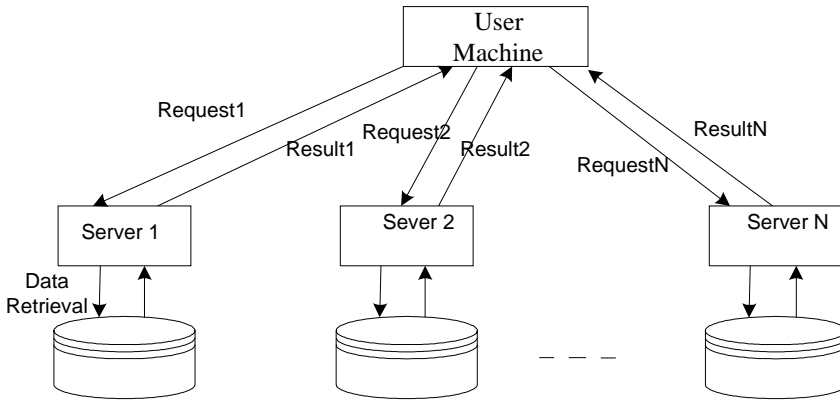 User
Machine
Request1
Result1
Request2
Result2
RequestN
ResultN
Server 1
Sever 2
Server N
Data
Retrieval